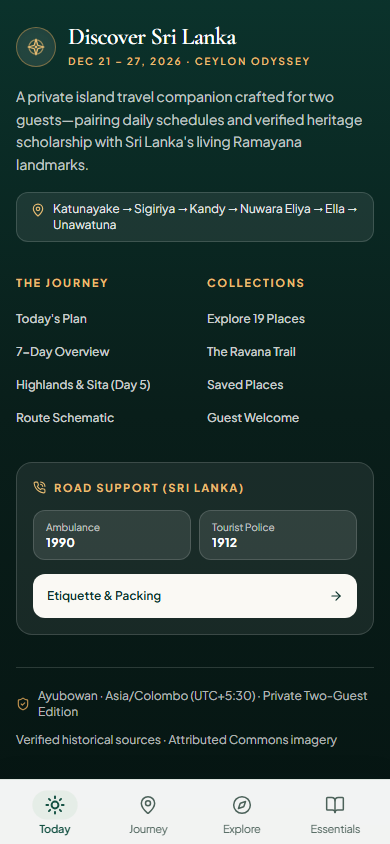 Discover Sri Lanka
DEC 21 – 27, 2026 · CEYLON ODYSSEY
A private island travel companion crafted for two
guests—pairing daily schedules and verified heritage
scholarship with Sri Lanka's living Ramayana
landmarks.
Katunayake → Sigiriya → Kandy → Nuwara Eliya → Ella →
Unawatuna
THE JOURNEY
Today's Plan
7–Day Overview
Highlands & Sita (Day 5)
Route Schematic
COLLECTIONS
Explore 19 Places
The Ravana Trail
Saved Places
Guest Welcome
ROAD SUPPORT (SRI LANKA)
Ambulance
1990
Tourist Police
1912
Etiquette & Packing →
Ayubowan · Asia/Colombo (UTC+5:30) · Private Two-Guest
Edition
Verified historical sources · Attributed Commons imagery
Today
Journey
Explore
Essentials